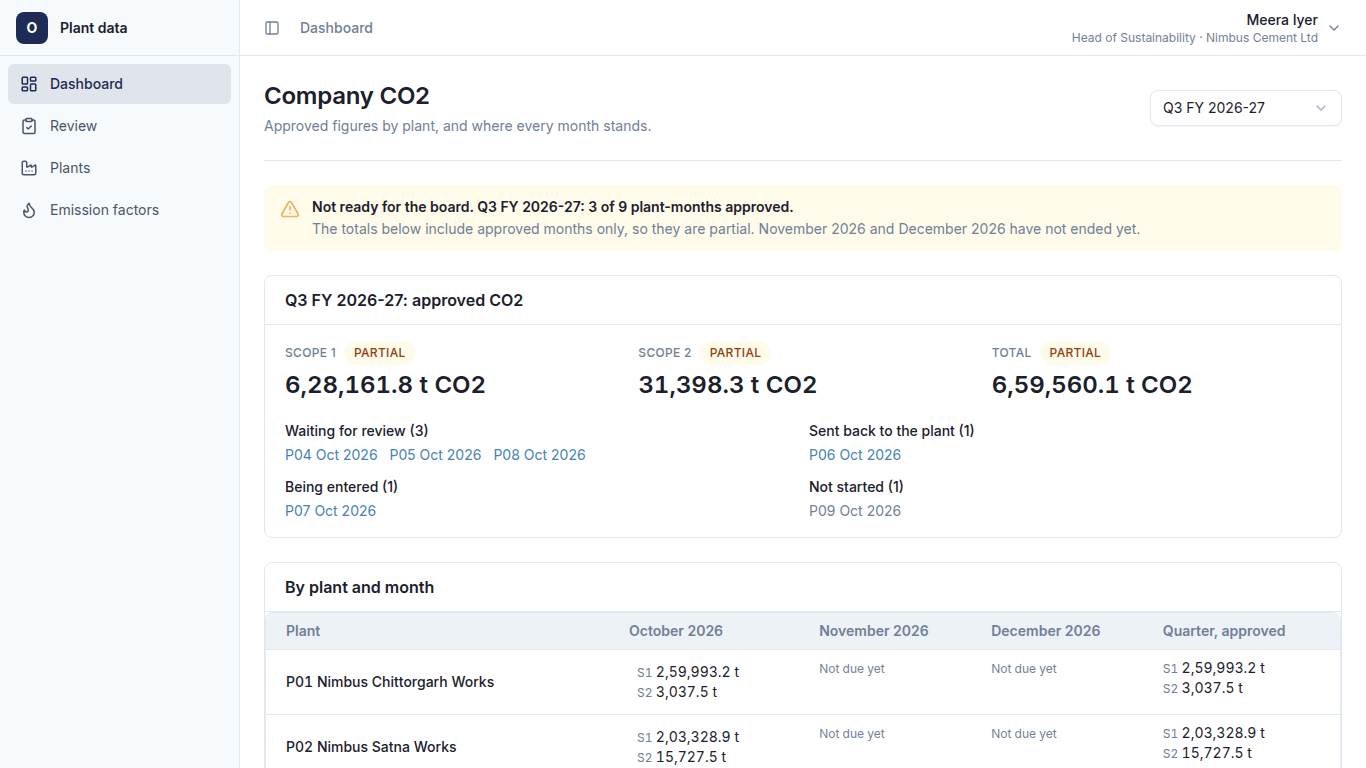 O Plant data
Dashboard
Review
Plants
Emission factors
Dashboard
Meera Iyer
Head of Sustainability · Nimbus Cement Ltd
Company CO2
Approved figures by plant, and where every month stands.
Q3 FY 2026-27
Not ready for the board. Q3 FY 2026-27: 3 of 9 plant-months approved.
The totals below include approved months only, so they are partial. November 2026 and December 2026 have not ended yet.
Q3 FY 2026-27: approved CO2
SCOPE 1 PARTIAL SCOPE 2 PARTIAL TOTAL PARTIAL
6,28,161.8 t CO2 31,398.3 t CO2 6,59,560.1 t CO2
Waiting for review (3) Sent back to the plant (1)
P04 Oct 2026 P05 Oct 2026 P08 Oct 2026 P06 Oct 2026
Being entered (1) Not started (1)
P07 Oct 2026 P09 Oct 2026
By plant and month
Plant October 2026 November 2026 December 2026 Quarter, approved
P01 Nimbus Chittorgarh Works S1 2,59,993.2 t Not due yet Not due yet S1 2,59,993.2 t
S2 3,037.5 t S2 3,037.5 t
P02 Nimbus Satna Works S1 2,03,328.9 t Not due yet Not due yet S1 2,03,328.9 t
S2 15,727.5 t S2 15,727.5 t